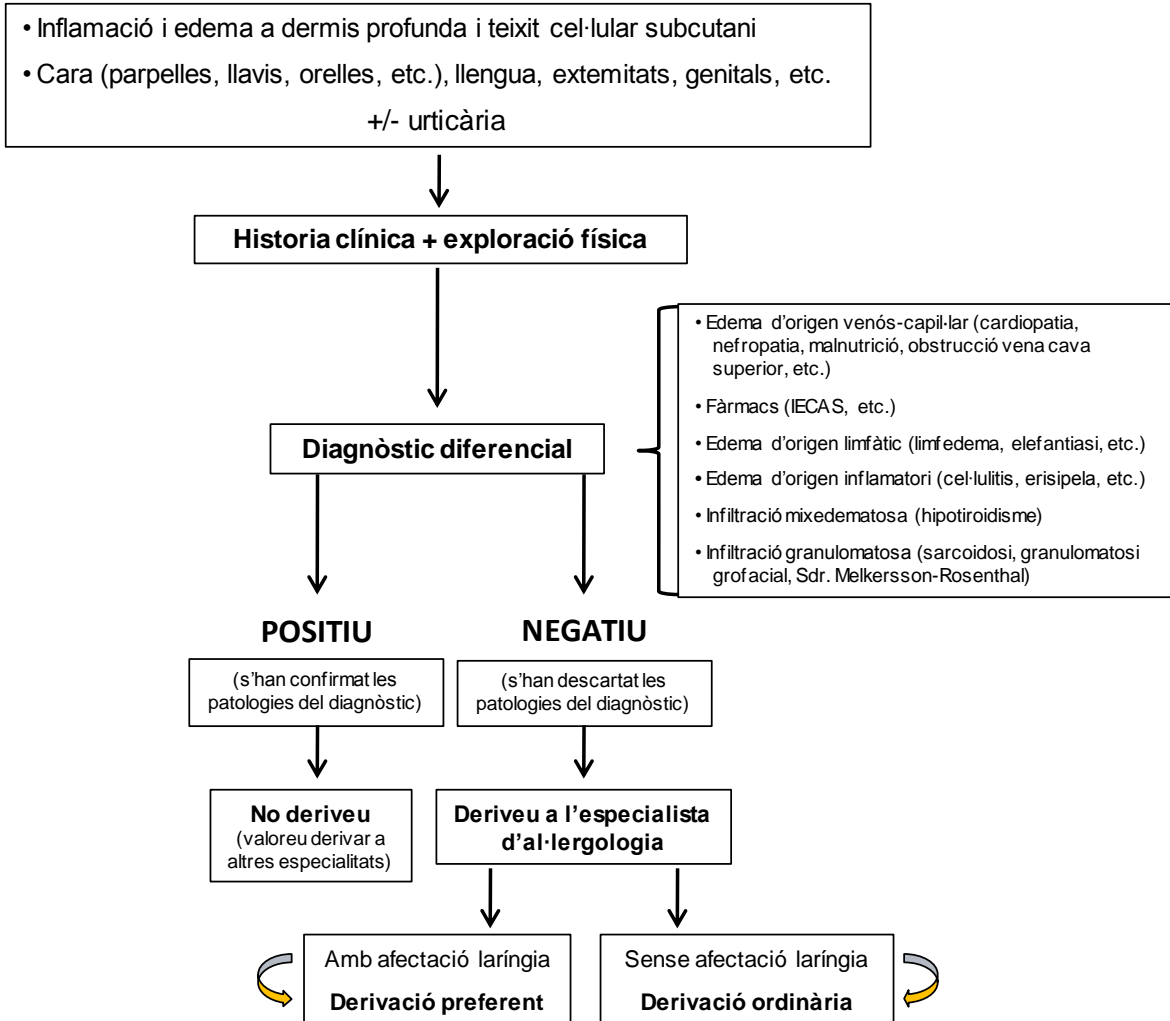 • Inflamació i edema a dermis profunda i teixit cel·lular subcutani
• Cara (parpelles, llavis, orelles, etc.), llengua, extemitats, genitals, etc.
+/- urticària
Historia clínica + exploració física
• Edema d’origen venós-capil·lar (cardiopatia,
nefropatia, malnutrició, obstrucció vena cava
superior, etc.)
• Fàrmacs (IECAS, etc.)
• Edema d’origen limfàtic (limfedema, elefantiasi, etc.)
• Edema d’origen inflamatori (cel·lulitis, erisipela, etc.)
• Infiltració mixedematosa (hipotiroidisme)
• Infiltració granulomatosa (sarcoidosi, granulomatosi
grofacial, Sdr. Melkersson-Rosenthal)
Diagnòstic diferencial
POSITIU
NEGATIU
(s’han confirmat les
patologies del diagnòstic)
(s’han descartat les
patologies del diagnòstic)
No deriveu
(valoreu derivar a
altres especialitats)
Deriveu a l’especialista
d’al·lergologia
Amb afectació laríngia
Derivació preferent
Sense afectació laríngia
Derivació ordinària